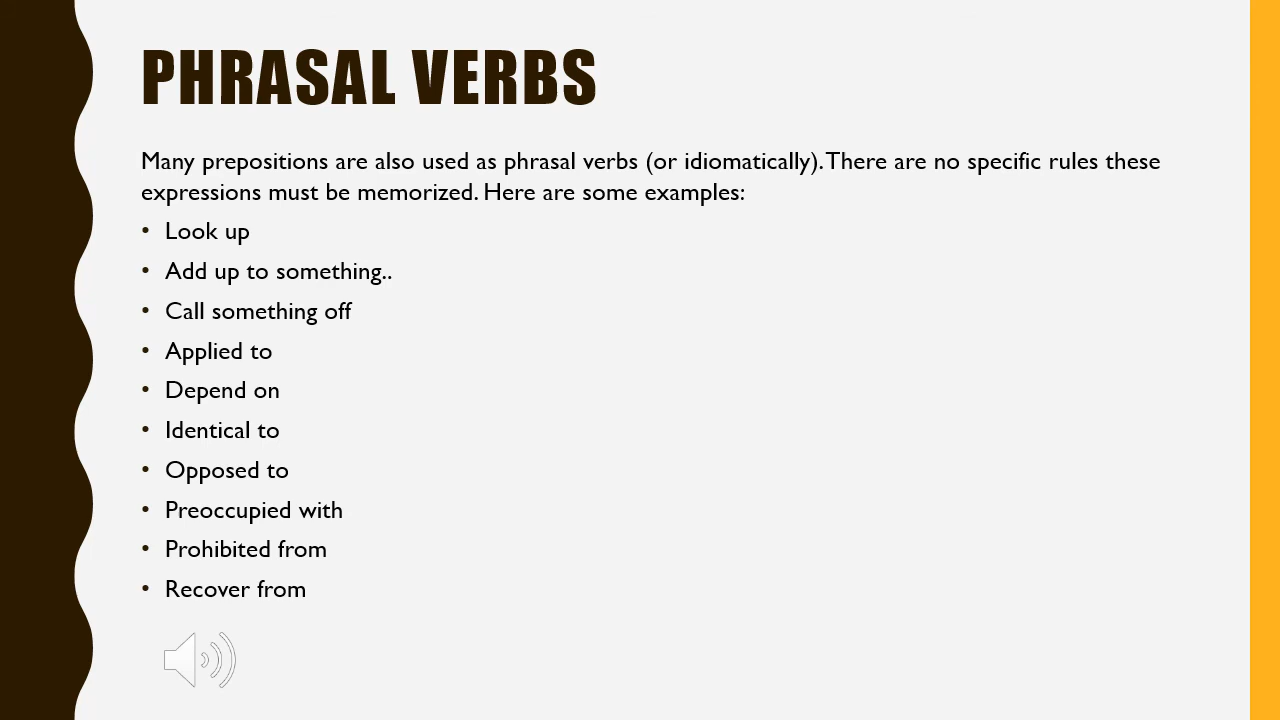 PHRASAL VERBS
Many prepositions are also used as phrasal verbs (or idiomatically). There are no specific rules these
expressions must be memorized. Here are some examples:
• Look up
• Add up to something..
• Call something off
• Applied to
• Depend on
• Identical to
• Opposed to
• Preoccupied with
• Prohibited from
• Recover from